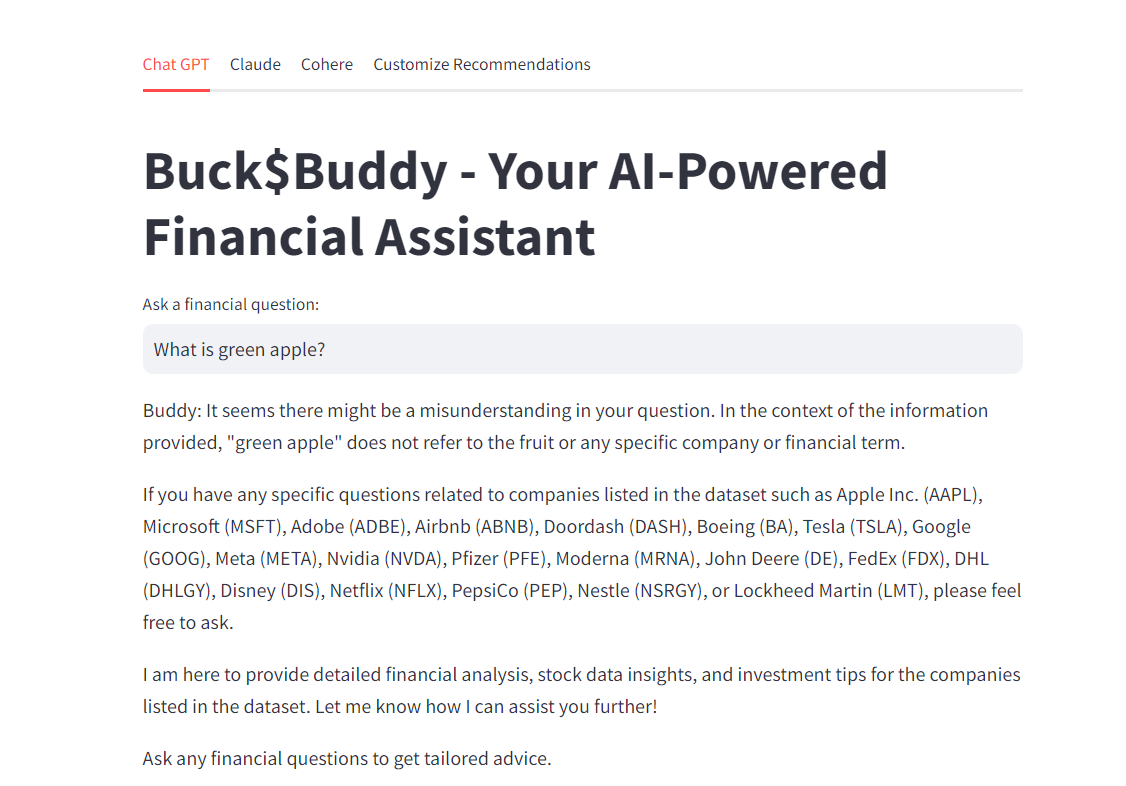 Chat GPT Claude Cohere Customize Recommendations
Buck$Buddy - Your AI-Powered
Financial Assistant
Ask a financial question:
What is green apple?
Buddy: It seems there might be a misunderstanding in your question. In the context of the information
provided, "green apple" does not refer to the fruit or any specific company or financial term.
If you have any specific questions related to companies listed in the dataset such as Apple Inc. (AAPL),
Microsoft (MSFT), Adobe (ADBE), Airbnb (ABNB), Doordash (DASH), Boeing (BA), Tesla (TSLA), Google
(GOOG), Meta (META), Nvidia (NVDA), Pfizer (PFE), Moderna (MRNA), John Deere (DE), FedEx (FDX), DHL
(DHLGY), Disney (DIS), Netflix (NFLX), PepsiCo (PEP), Nestle (NSRGY), or Lockheed Martin (LMT), please feel
free to ask.
I am here to provide detailed financial analysis, stock data insights, and investment tips for the companies
listed in the dataset. Let me know how I can assist you further!
Ask any financial questions to get tailored advice.